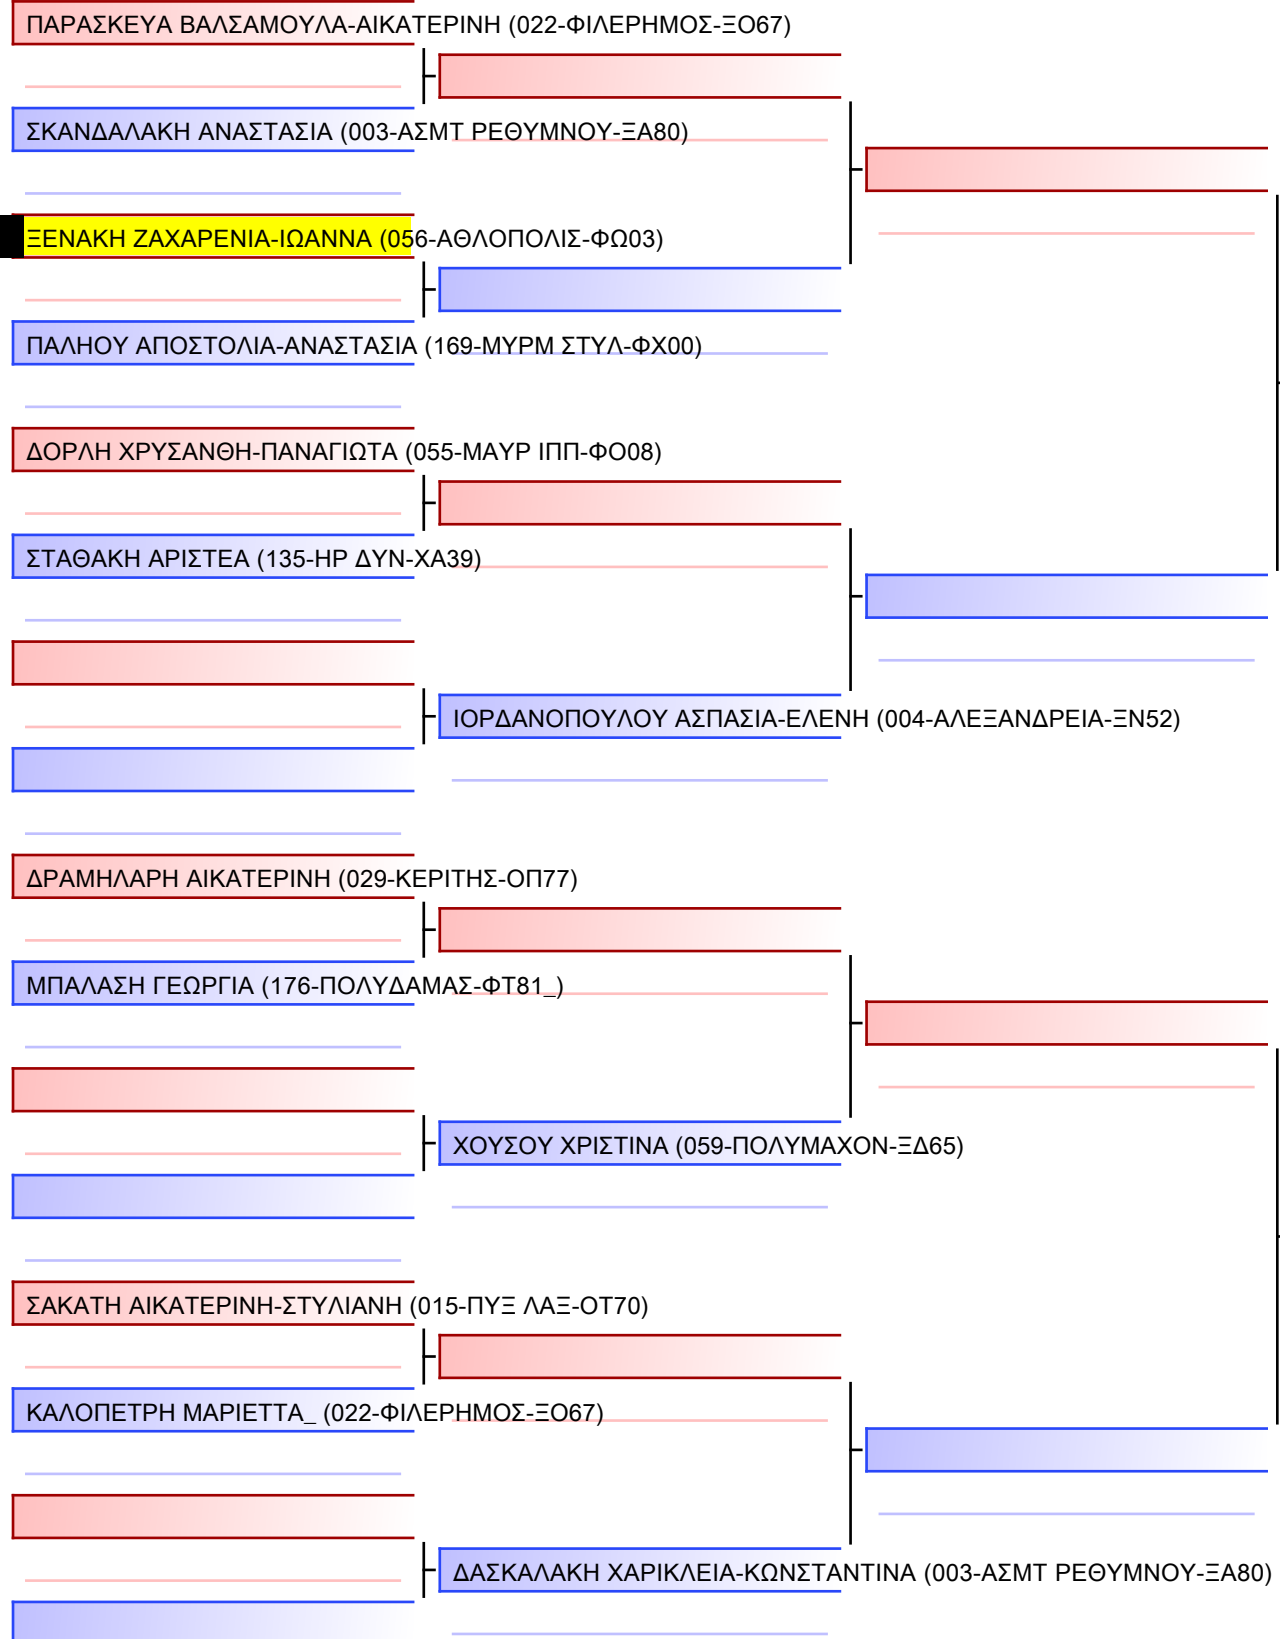 ΠΑΡΑΣΚΕΥΑ ΒΑΛΣΑΜΟΥΛΑ-ΑΙΚΑΤΕΡΙΝΗ (022-ΦΙΛΕΡΗΜΟΣ-ΞΟ67)
ΣΚΑΝΔΑΛΑΚΗ ΑΝΑΣΤΑΣΙΑ (003-ΑΣΜΤ ΡΕΘΥΜΝΟΥ-ΞΑ80)
ΞΕΝΑΚΗ ΖΑΧΑΡΕΝΙΑ-ΙΩΑΝΝΑ (056-ΑΘΛΟΠΟΛΙΣ-ΦΩ03)
ΠΑΛΗΟΥ ΑΠΟΣΤΟΛΙΑ-ΑΝΑΣΤΑΣΙΑ (169-ΜΥΡΜ ΣΤΥΛ-ΦΧ00)
ΔΟΡΛΗ ΧΡΥΣΑΝΘΗ-ΠΑΝΑΓΙΩΤΑ (055-ΜΑΥΡ ΙΠΠ-ΦΟ08)
ΣΤΑΘΑΚΗ ΑΡΙΣΤΕΑ (135-ΗΡ ΔΥΝ-ΧΑ39)
ΙΟΡΔΑΝΟΠΟΥΛΟΥ ΑΣΠΑΣΙΑ-ΕΛΕΝΗ (004-ΑΛΕΞΑΝΔΡΕΙΑ-ΞΝ52)
ΔΡΑΜΗΛΑΡΗ ΑΙΚΑΤΕΡΙΝΗ (029-ΚΕΡΙΤΗΣ-ΟΠ77)
ΜΠΑΛΑΣΗ ΓΕΩΡΓΙΑ (176-ΠΟΛΥΔΑΜΑΣ-ΦΤ81_)
ΧΟΥΣΟΥ ΧΡΙΣΤΙΝΑ (059-ΠΟΛΥΜΑΧΟΝ-ΞΔ65)
ΣΑΚΑΤΗ ΑΙΚΑΤΕΡΙΝΗ-ΣΤΥΛΙΑΝΗ (015-ΠΥΞ ΛΑΞ-ΟΤ70)
ΚΑΛΟΠΕΤΡΗ ΜΑΡΙΕΤΤΑ_ (022-ΦΙΛΕΡΗΜΟΣ-ΞΟ67)
ΔΑΣΚΑΛΑΚΗ ΧΑΡΙΚΛΕΙΑ-ΚΩΝΣΤΑΝΤΙΝΑ (003-ΑΣΜΤ ΡΕΘΥΜΝΟΥ-ΞΑ80)